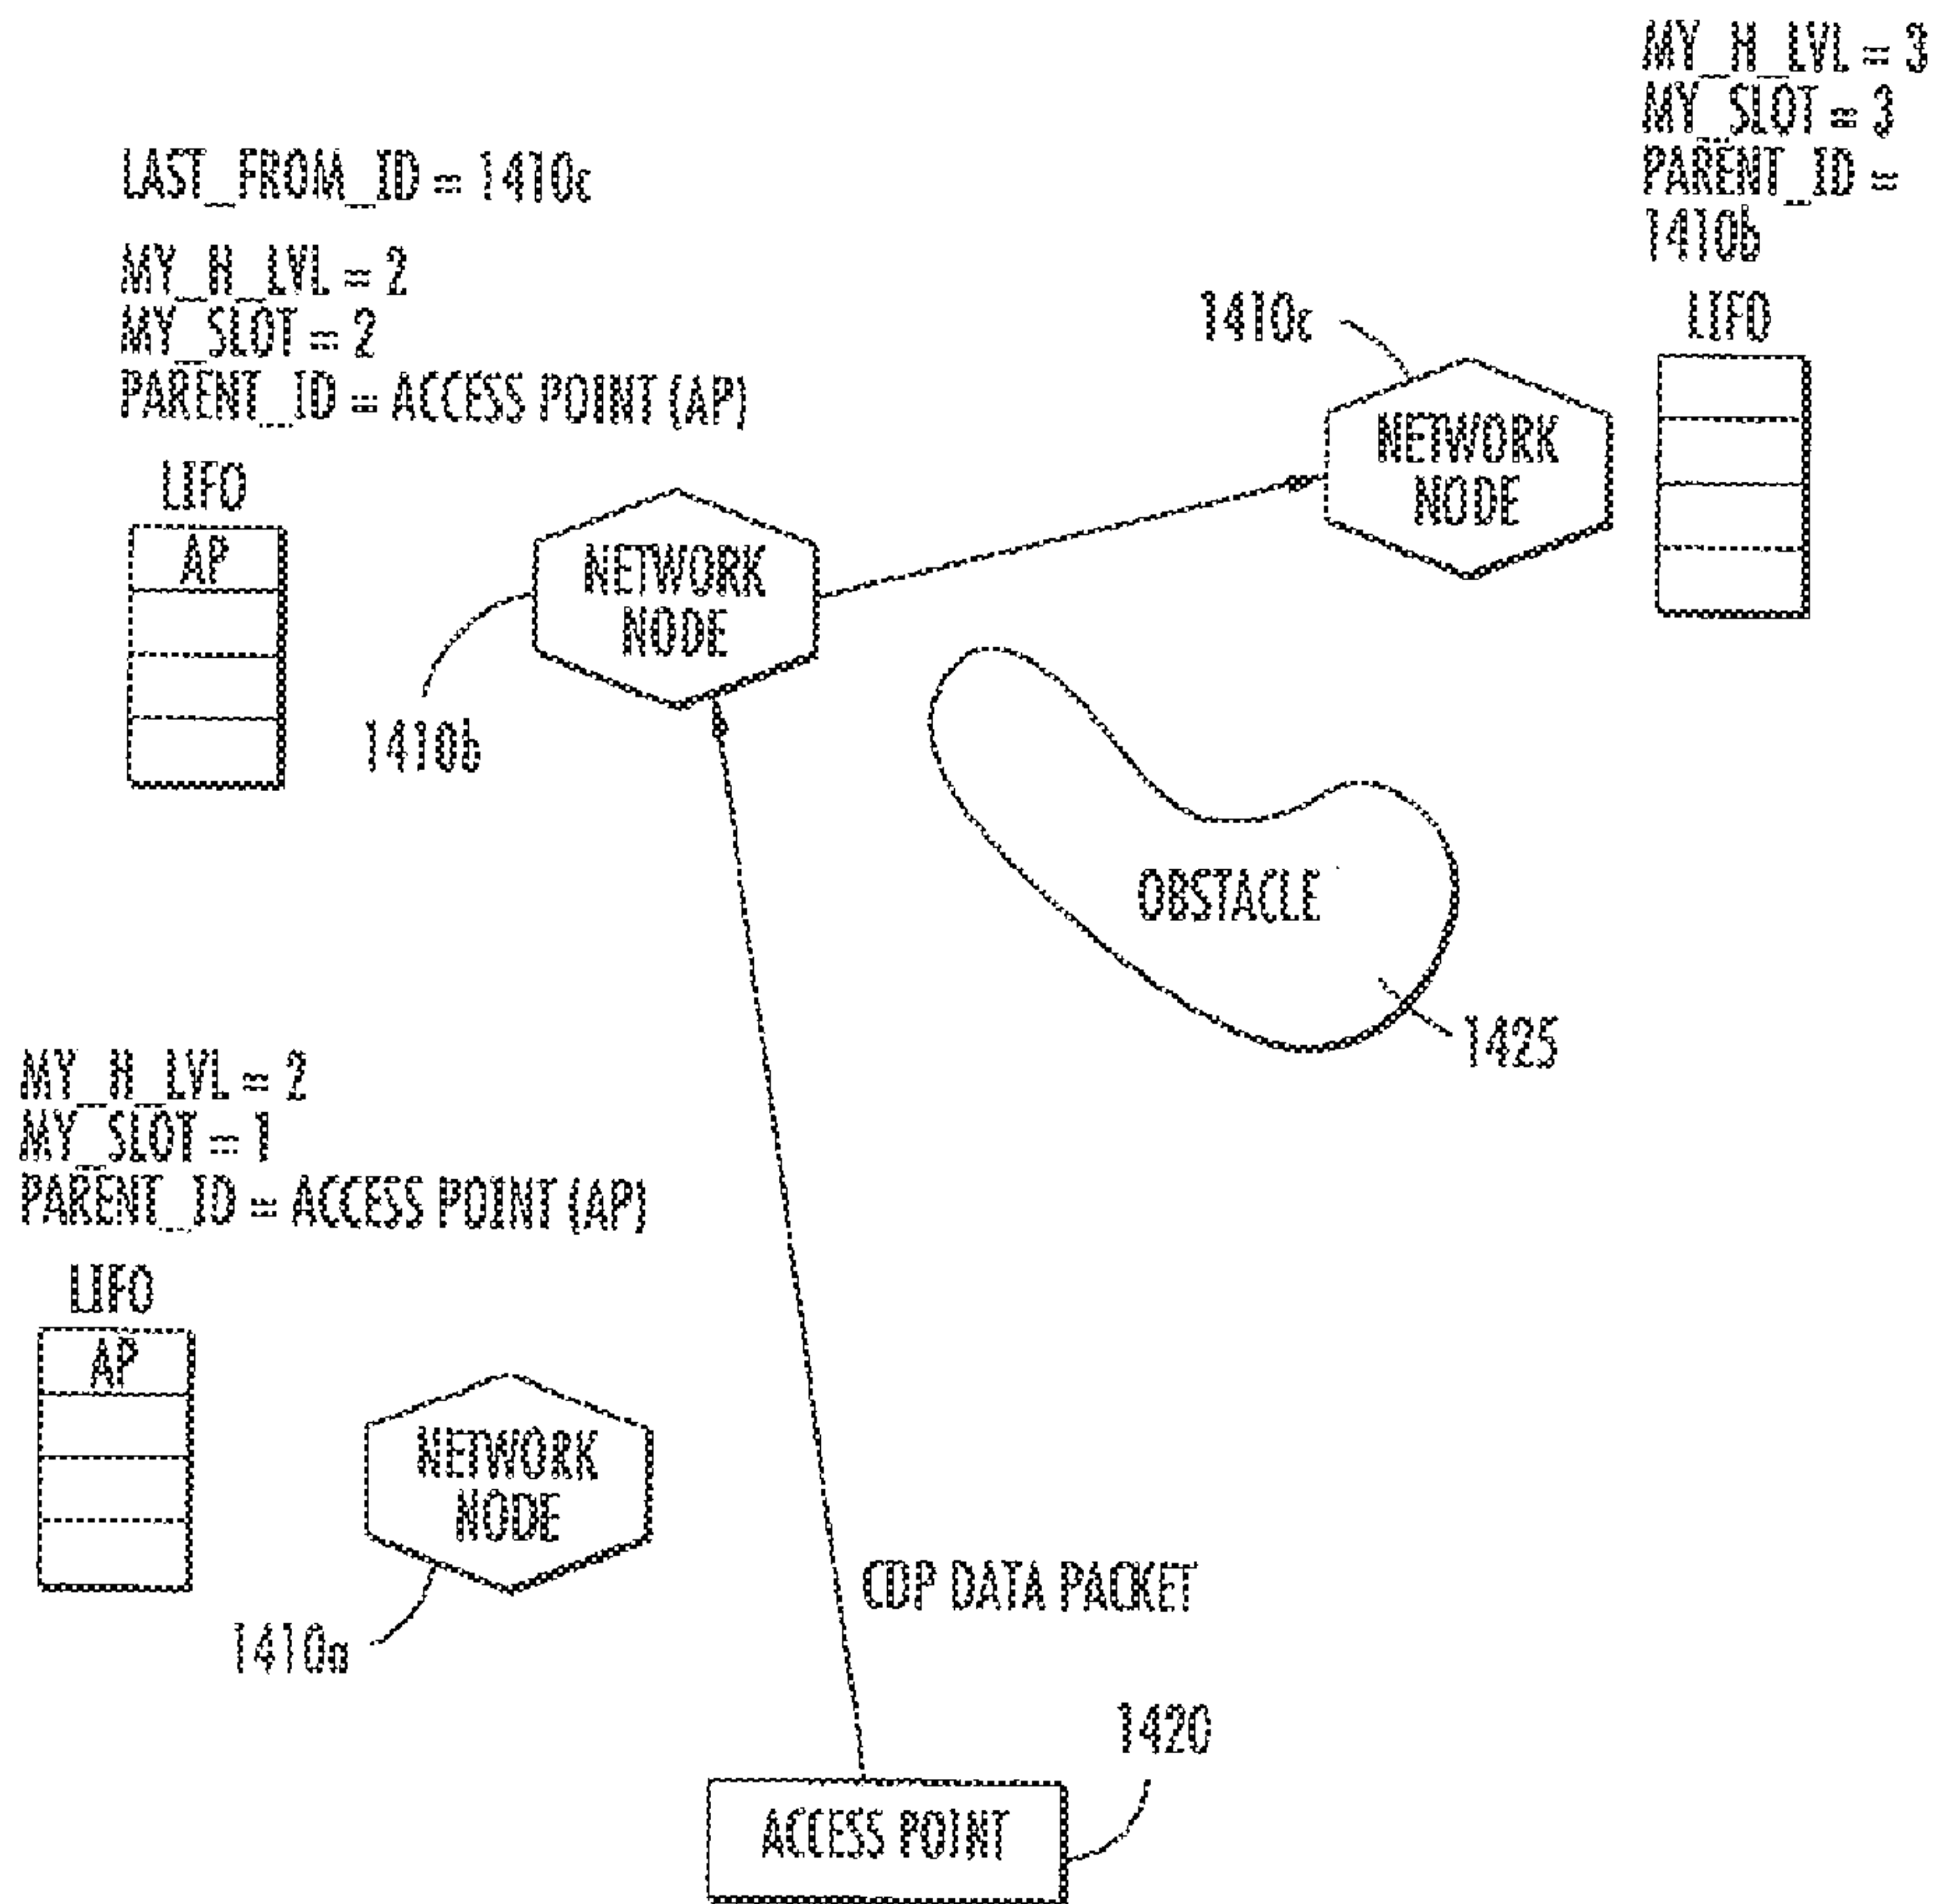 MY_H_LVL = 3
MY_SLOT = 3
PARENT_ID =
1410b
LIFO
LAST_FROM_ID = 1410c
MY_H_LVL = 2
MY_SLOT = 2
PARENT_ID = ACCESS POINT (AP)
LIFO
AP
1410c
NETWORK
NODE
NETWORK
NODE
1410b
OBSTACLE
1425
MY_H_LVL = 2
MY_SLOT = 1
PARENT_ID = ACCESS POINT (AP)
LIFO
AP
NETWORK
NODE
1410a
CDP DATA PACKET
1420
ACCESS POINT